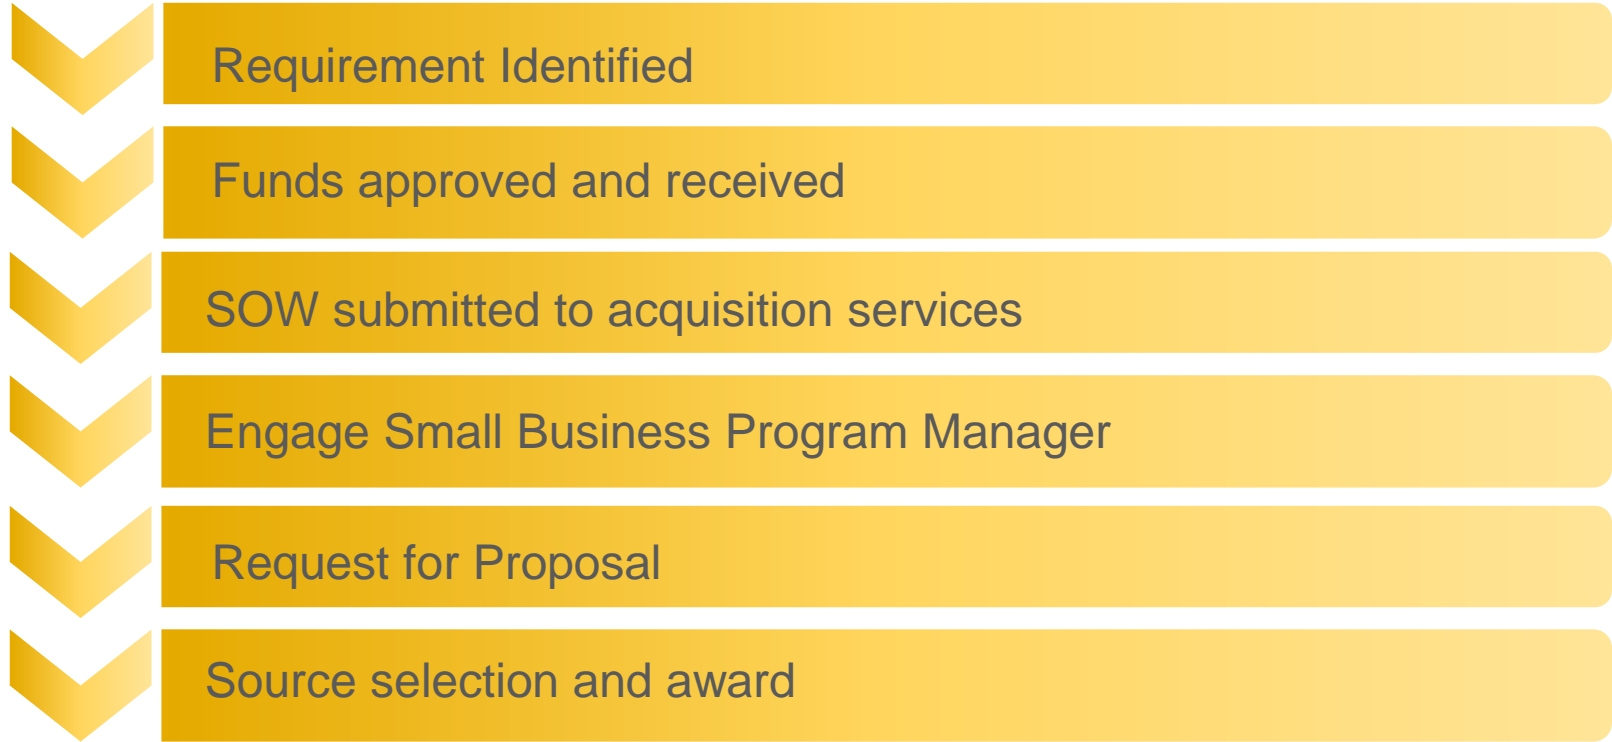 Requirement Identified
Funds approved and received
SOW submitted to acquisition services
Engage Small Business Program Manager
Request for Proposal
Source selection and award